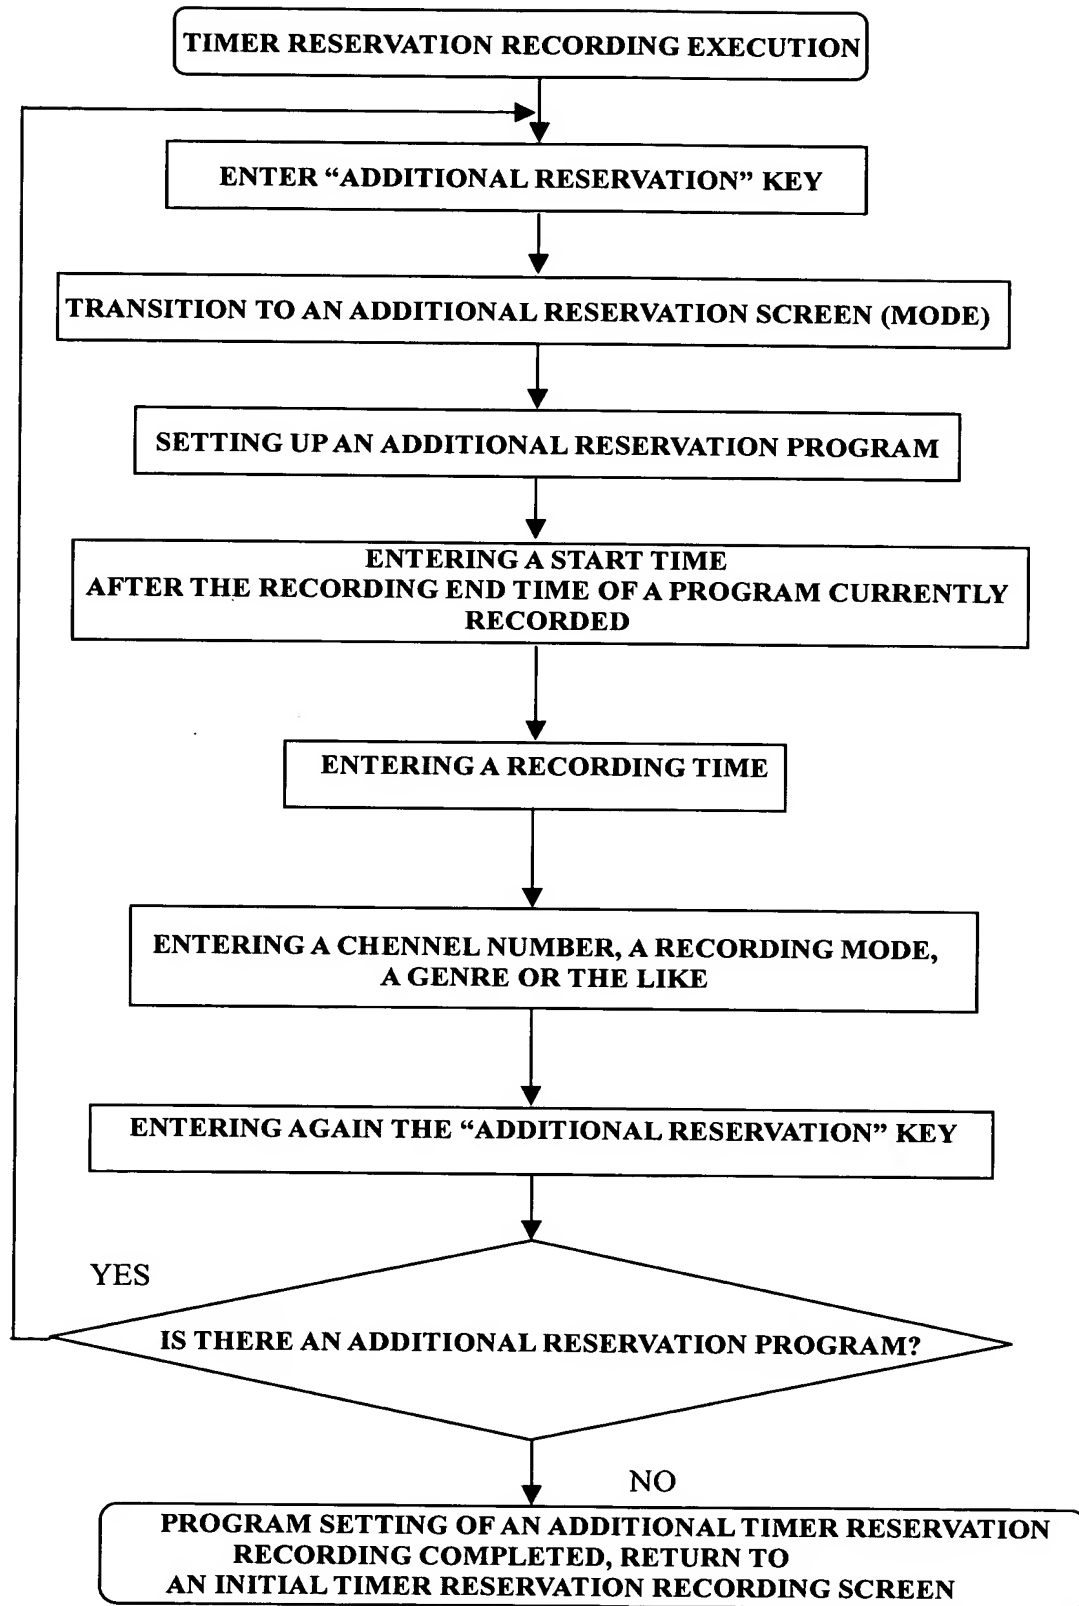 TIMER RESERVATION RECORDING EXECUTION
ENTER “ADDITIONAL RESERVATION” KEY
TRANSITION TO AN ADDITIONAL RESERVATION SCREEN (MODE)
SETTING UP AN ADDITIONAL RESERVATION PROGRAM
ENTERING A START TIME
AFTER THE RECORDING END TIME OF A PROGRAM CURRENTLY
RECORDED
ENTERING A RECORDING TIME
ENTERING A CHENNEL NUMBER, A RECORDING MODE,
A GENRE OR THE LIKE
ENTERING AGAIN THE “ADDITIONAL RESERVATION” KEY
YES
IS THERE AN ADDITIONAL RESERVATION PROGRAM?
NO
PROGRAM SETTING OF AN ADDITIONAL TIMER RESERVATION
RECORDING COMPLETED, RETURN TO
AN INITIAL TIMER RESERVATION RECORDING SCREEN